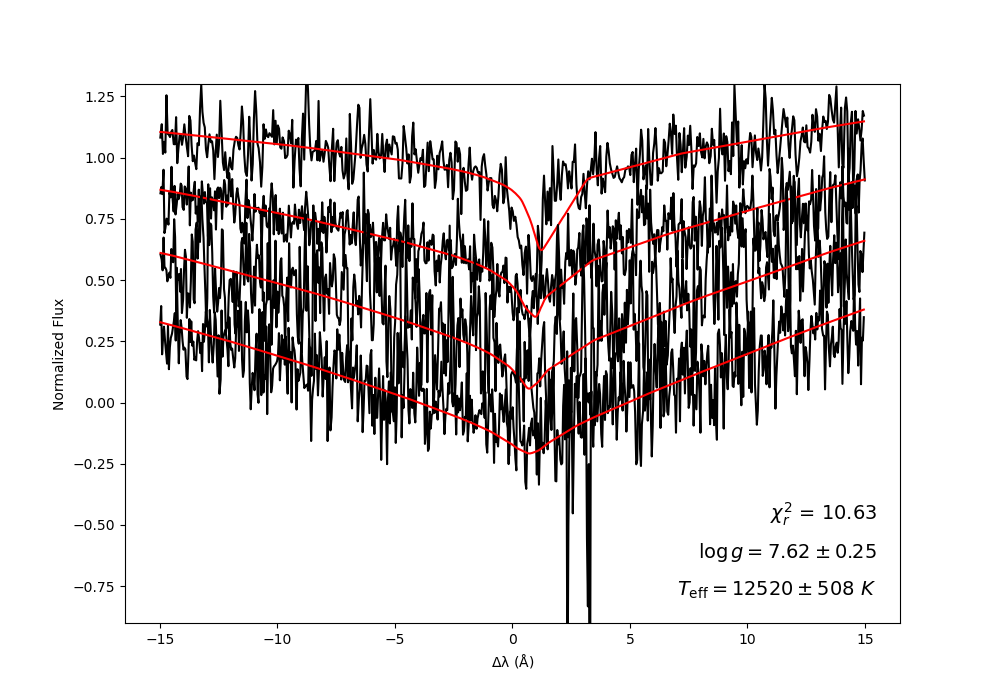 1.25
1.00
0.75
0.50
0.25
0.00
−0.25
−0.50
−0.75
Normalized Flux
χ²ᵣ = 10.63
log g = 7.62 ± 0.25
T_eff = 12520 ± 508 K
−15 −10 −5 0 5 10 15
Δλ (Å)